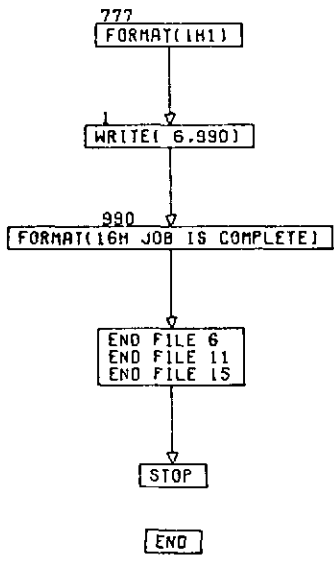 777
FORMAT(1H1)
1
WRITE( 6,990)
990
FORMAT(16H JOB IS COMPLETE)
END FILE 6
END FILE 11
END FILE 15
STOP
END